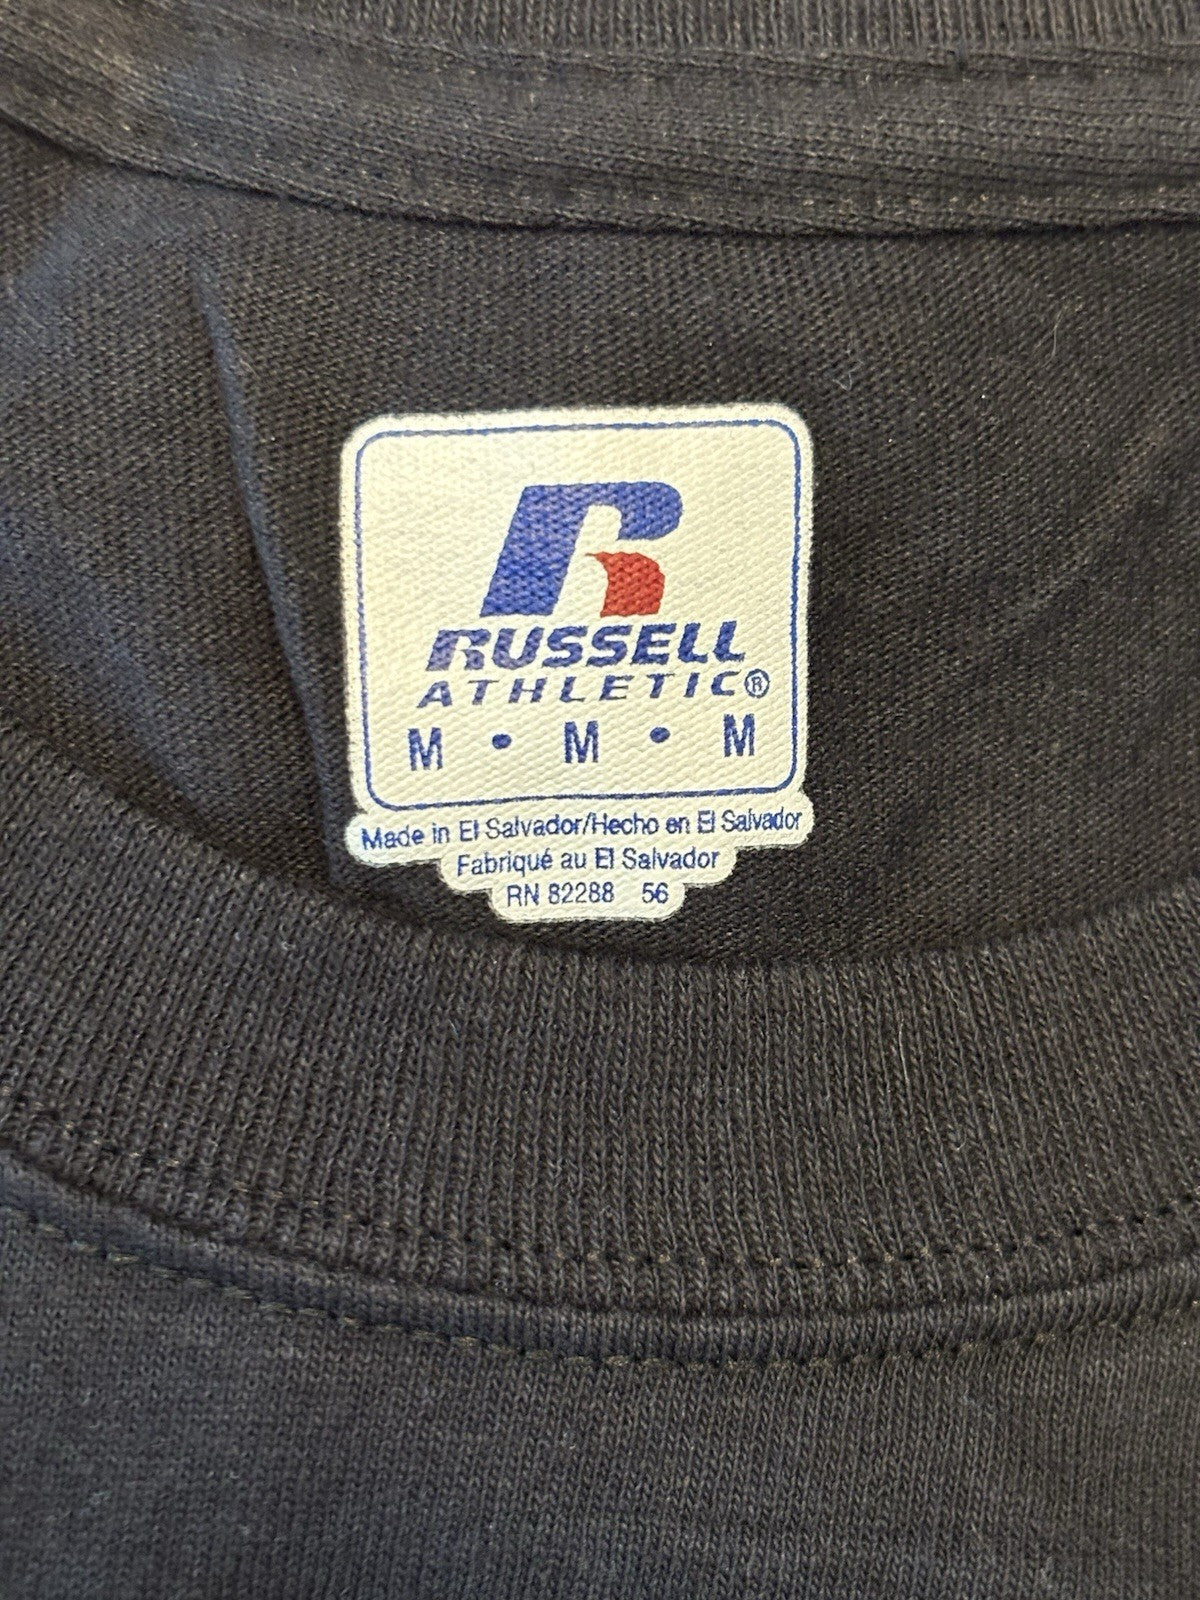 R
RUSSELL
ATHLETIC®
M • M • M
Made in El Salvador/Hecho en El Salvador
Fabriqué au El Salvador
RN 82288 56